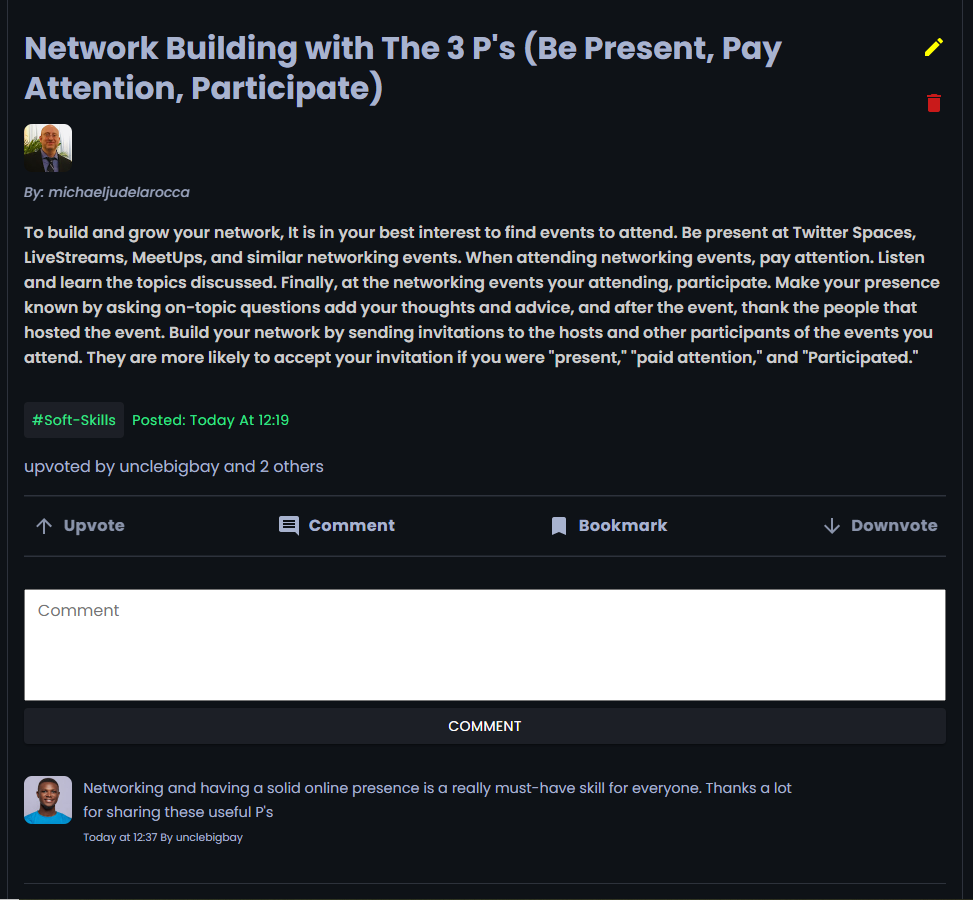 Network Building with The 3 P's (Be Present, Pay
Attention, Participate)
By: michaeljudelarocca
To build and grow your network, It is in your best interest to find events to attend. Be present at Twitter Spaces,
LiveStreams, MeetUps, and similar networking events. When attending networking events, pay attention. Listen
and learn the topics discussed. Finally, at the networking events your attending, participate. Make your presence
known by asking on-topic questions add your thoughts and advice, and after the event, thank the people that
hosted the event. Build your network by sending invitations to the hosts and other participants of the events you
attend. They are more likely to accept your invitation if you were "present," "paid attention," and "Participated."
#Soft-Skills Posted: Today At 12:19
upvoted by unclebigbay and 2 others
Upvote Comment Bookmark Downvote
Comment
COMMENT
Networking and having a solid online presence is a really must-have skill for everyone. Thanks a lot
for sharing these useful P's
Today at 12:37 By unclebigbay